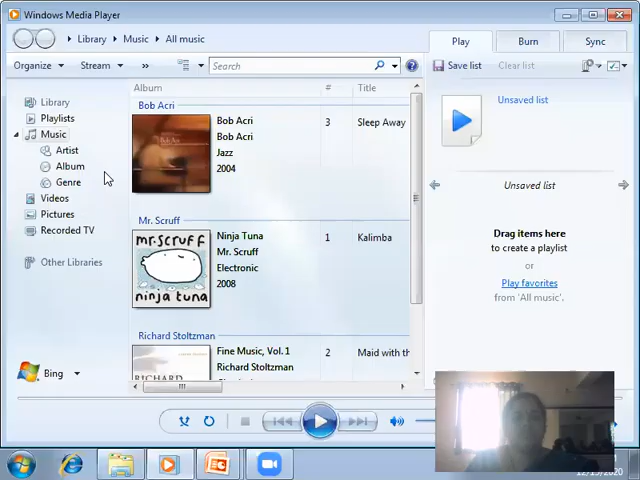 Windows Media Player
Library ▸ Music ▸ All music
Play
Burn
Sync
Organize
Stream
»
Search
Save list
Clear list
Library
Playlists
Music
Artist
Album
Genre
Videos
Pictures
Recorded TV
Other Libraries
Bing
Album
#
Title
Bob Acri
Bob Acri
Bob Acri
Jazz
2004
3
Sleep Away
Mr. Scruff
mr.scruff
ninja tuna
Ninja Tuna
Mr. Scruff
Electronic
2008
1
Kalimba
Richard Stoltzman
RICHARD
Fine Music, Vol. 1
Richard Stoltzman
2
Maid with th
Unsaved list
Unsaved list
Drag items here
to create a playlist
or
Play favorites
from 'All music'.
12/15/2020